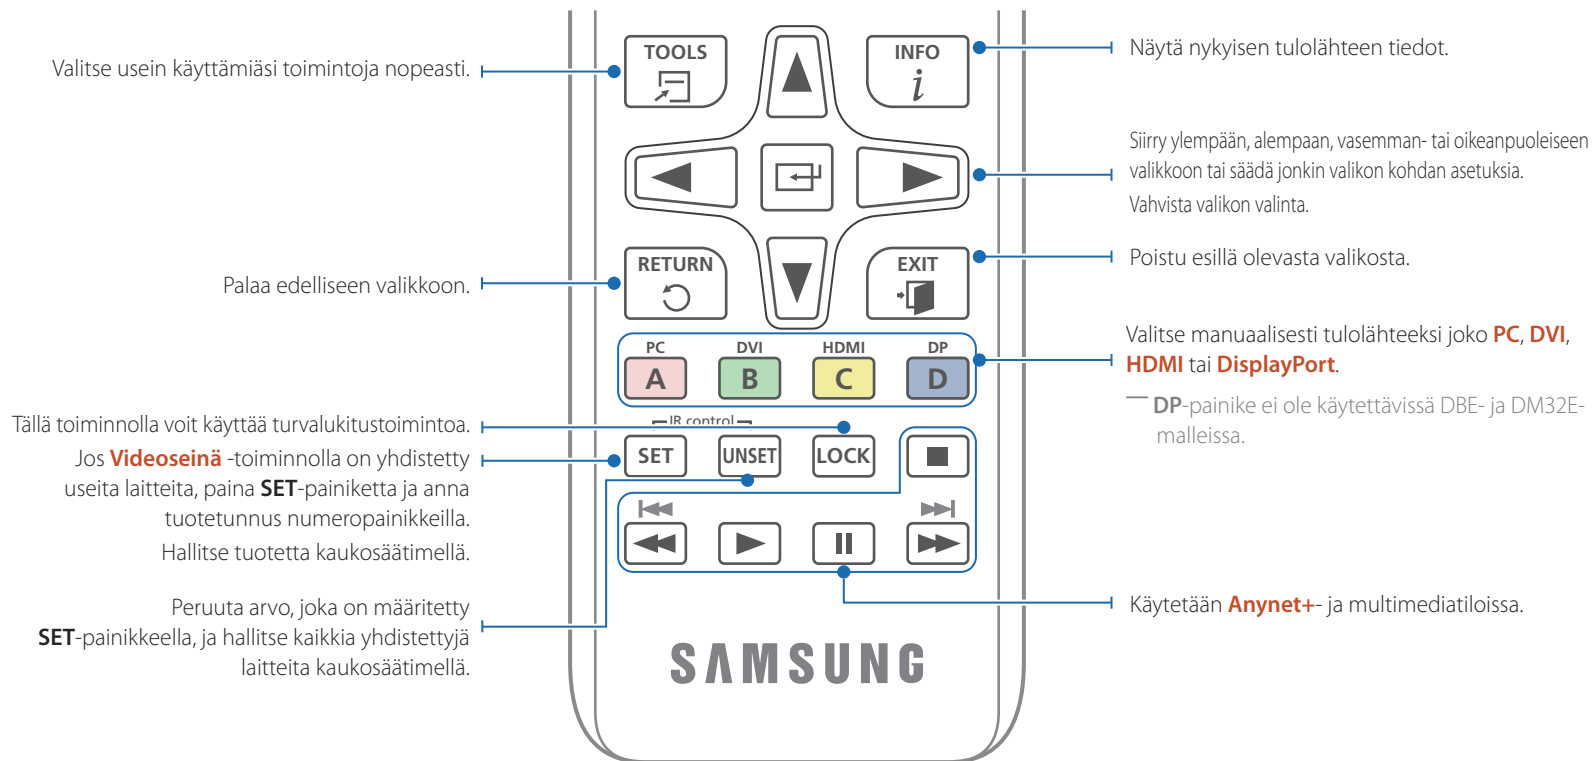 TOOLS
INFO
i
Valitse usein käyttämiäsi toimintoja nopeasti.
Näytä nykyisen tulolähteen tiedot.
Siirry ylempään, alempaan, vasemman- tai oikeanpuoleiseen
valikkoon tai säädä jonkin valikon kohdan asetuksia.
Vahvista valikon valinta.
RETURN
EXIT
Palaa edelliseen valikkoon.
Poistu esillä olevasta valikosta.
PC DVI HDMI DP
A B C D
Valitse manuaalisesti tulolähteeksi joko PC, DVI,
HDMI tai DisplayPort.
― DP-painike ei ole käytettävissä DBE- ja DM32E-
malleissa.
Tällä toiminnolla voit käyttää turvalukitustoimintoa.
IR control
SET UNSET LOCK
Jos Videoseinä -toiminnolla on yhdistetty
useita laitteita, paina SET-painiketta ja anna
tuotetunnus numeropainikkeilla.
Hallitse tuotetta kaukosäätimellä.
Peruuta arvo, joka on määritetty
SET-painikkeella, ja hallitse kaikkia yhdistettyjä
laitteita kaukosäätimellä.
Käytetään Anynet+- ja multimediatiloissa.
SAMSUNG